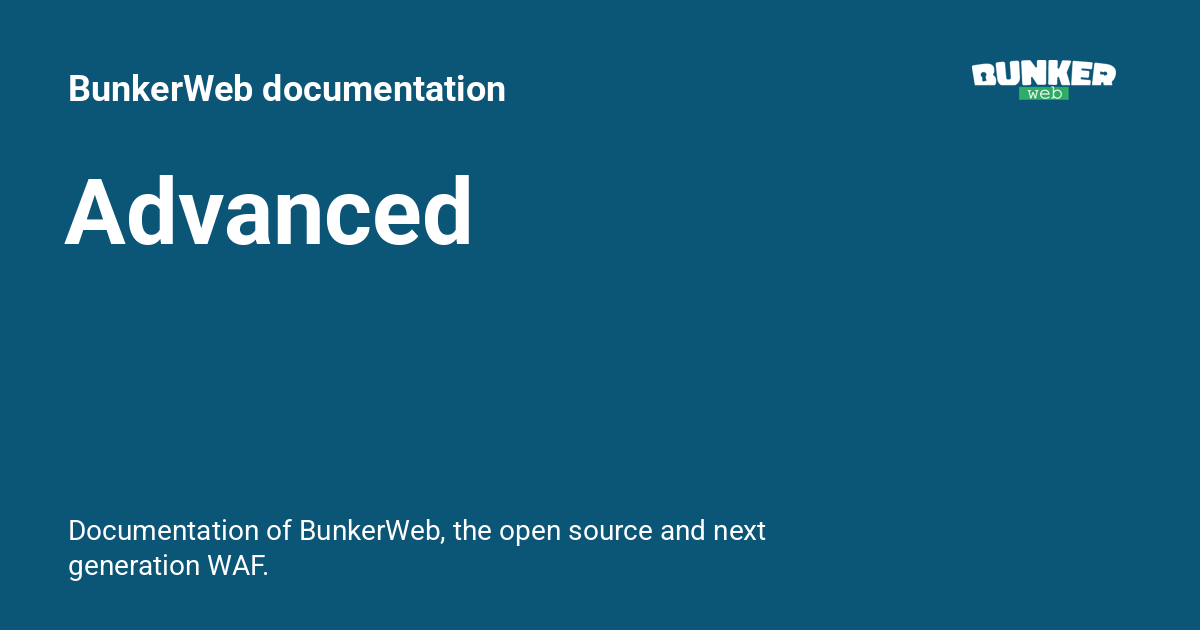 BunkerWeb documentation
BUNKER
web
Advanced
Documentation of BunkerWeb, the open source and next
generation WAF.